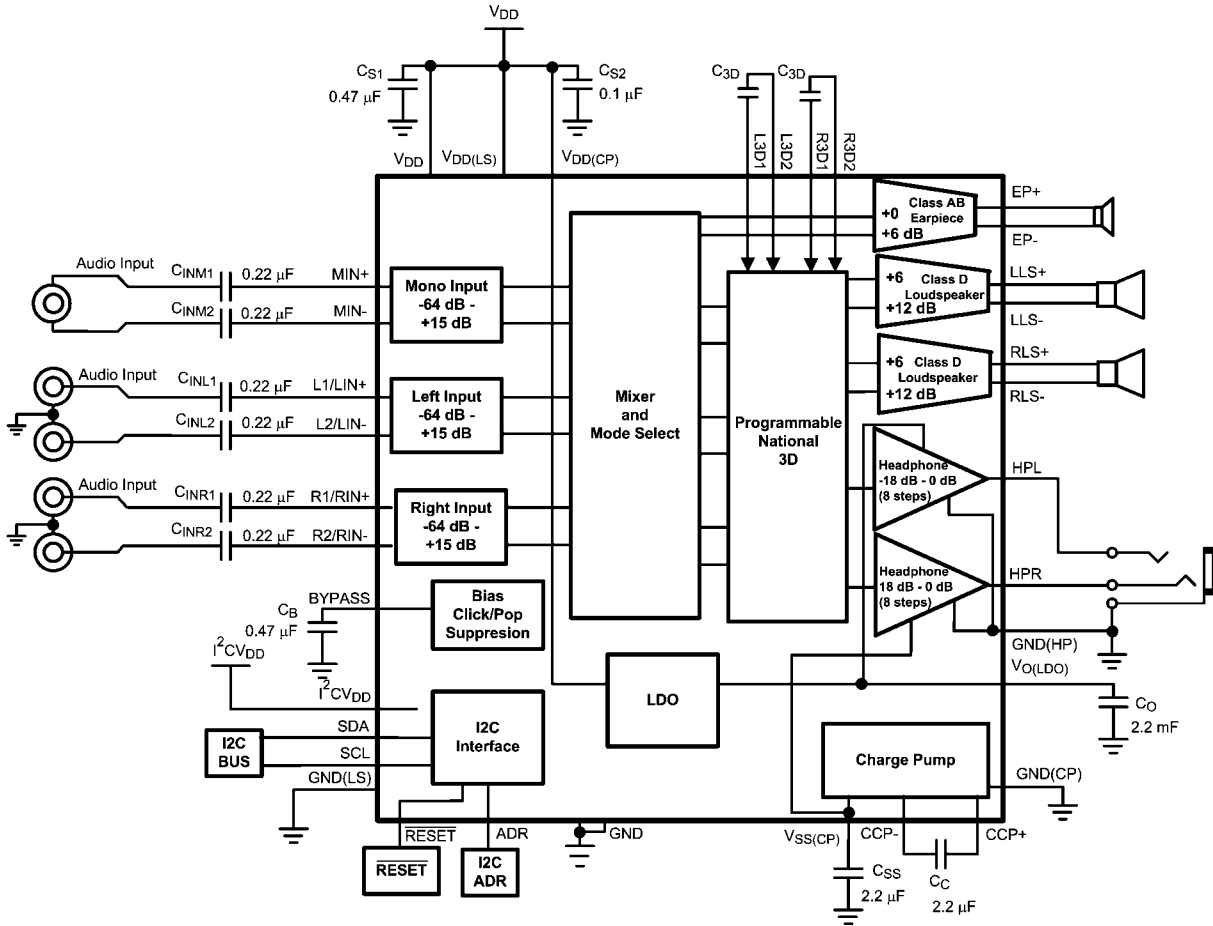 VDD
CS1
0.47 μF
CS2
0.1 μF
C3D
C3D
VDD
VDD(LS)
VDD(CP)
L3D1
L3D2
R3D1
R3D2
Audio Input
CINM1
0.22 μF
MIN+
CINM2
0.22 μF
MIN-
Mono Input
-64 dB -
+15 dB
Audio Input
CINL1
0.22 μF
L1/LIN+
CINL2
0.22 μF
L2/LIN-
Left Input
-64 dB -
+15 dB
Audio Input
CINR1
0.22 μF
R1/RIN+
CINR2
0.22 μF
R2/RIN-
Right Input
-64 dB -
+15 dB
Mixer
and
Mode Select
Programmable
National
3D
+0
Class AB
Earpiece
+6 dB
EP+
EP-
+6
Class D
Loudspeaker
+12 dB
LLS+
LLS-
+6
Class D
Loudspeaker
+12 dB
RLS+
RLS-
Headphone
-18 dB - 0 dB
(8 steps)
HPL
Headphone
18 dB - 0 dB
(8 steps)
HPR
GND(HP)
VO(LDO)
CO
2.2 mF
BYPASS
CB
0.47 μF
Bias
Click/Pop
Suppresion
I2CVDD
I2CVDD
LDO
SDA
SCL
I2C
BUS
I2C
Interface
GND(LS)
Charge Pump
GND(CP)
RESET
ADR
GND
VSS(CP)
CCP-
CCP+
RESET
I2C
ADR
CSS
2.2 μF
CC
2.2 μF